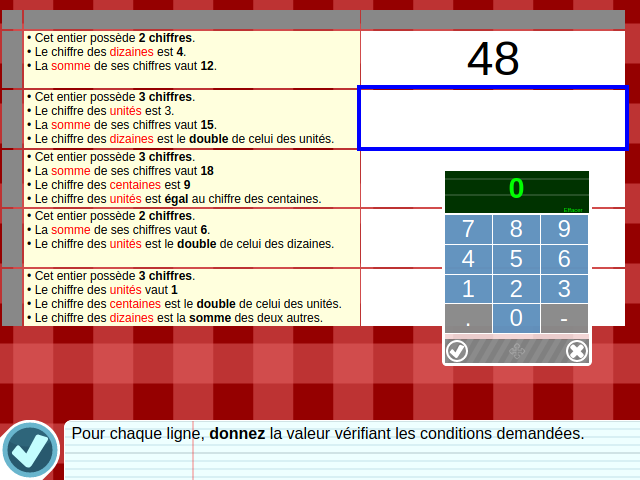 • Cet entier possède 2 chiffres.
• Le chiffre des dizaines est 4.
• La somme de ses chiffres vaut 12.
48
• Cet entier possède 3 chiffres.
• Le chiffre des unités est 3.
• La somme de ses chiffres vaut 15.
• Le chiffre des dizaines est le double de celui des unités.
• Cet entier possède 3 chiffres.
• La somme de ses chiffres vaut 18
• Le chiffre des centaines est 9
• Le chiffre des unités est égal au chiffre des centaines.
• Cet entier possède 2 chiffres.
• La somme de ses chiffres vaut 6.
• Le chiffre des unités est le double de celui des dizaines.
• Cet entier possède 3 chiffres.
• Le chiffre des unités vaut 1
• Le chiffre des centaines est le double de celui des unités.
• Le chiffre des dizaines est la somme des deux autres.
0
Effacer
7 8 9
4 5 6
1 2 3
. 0 -
Pour chaque ligne, donnez la valeur vérifiant les conditions demandées.